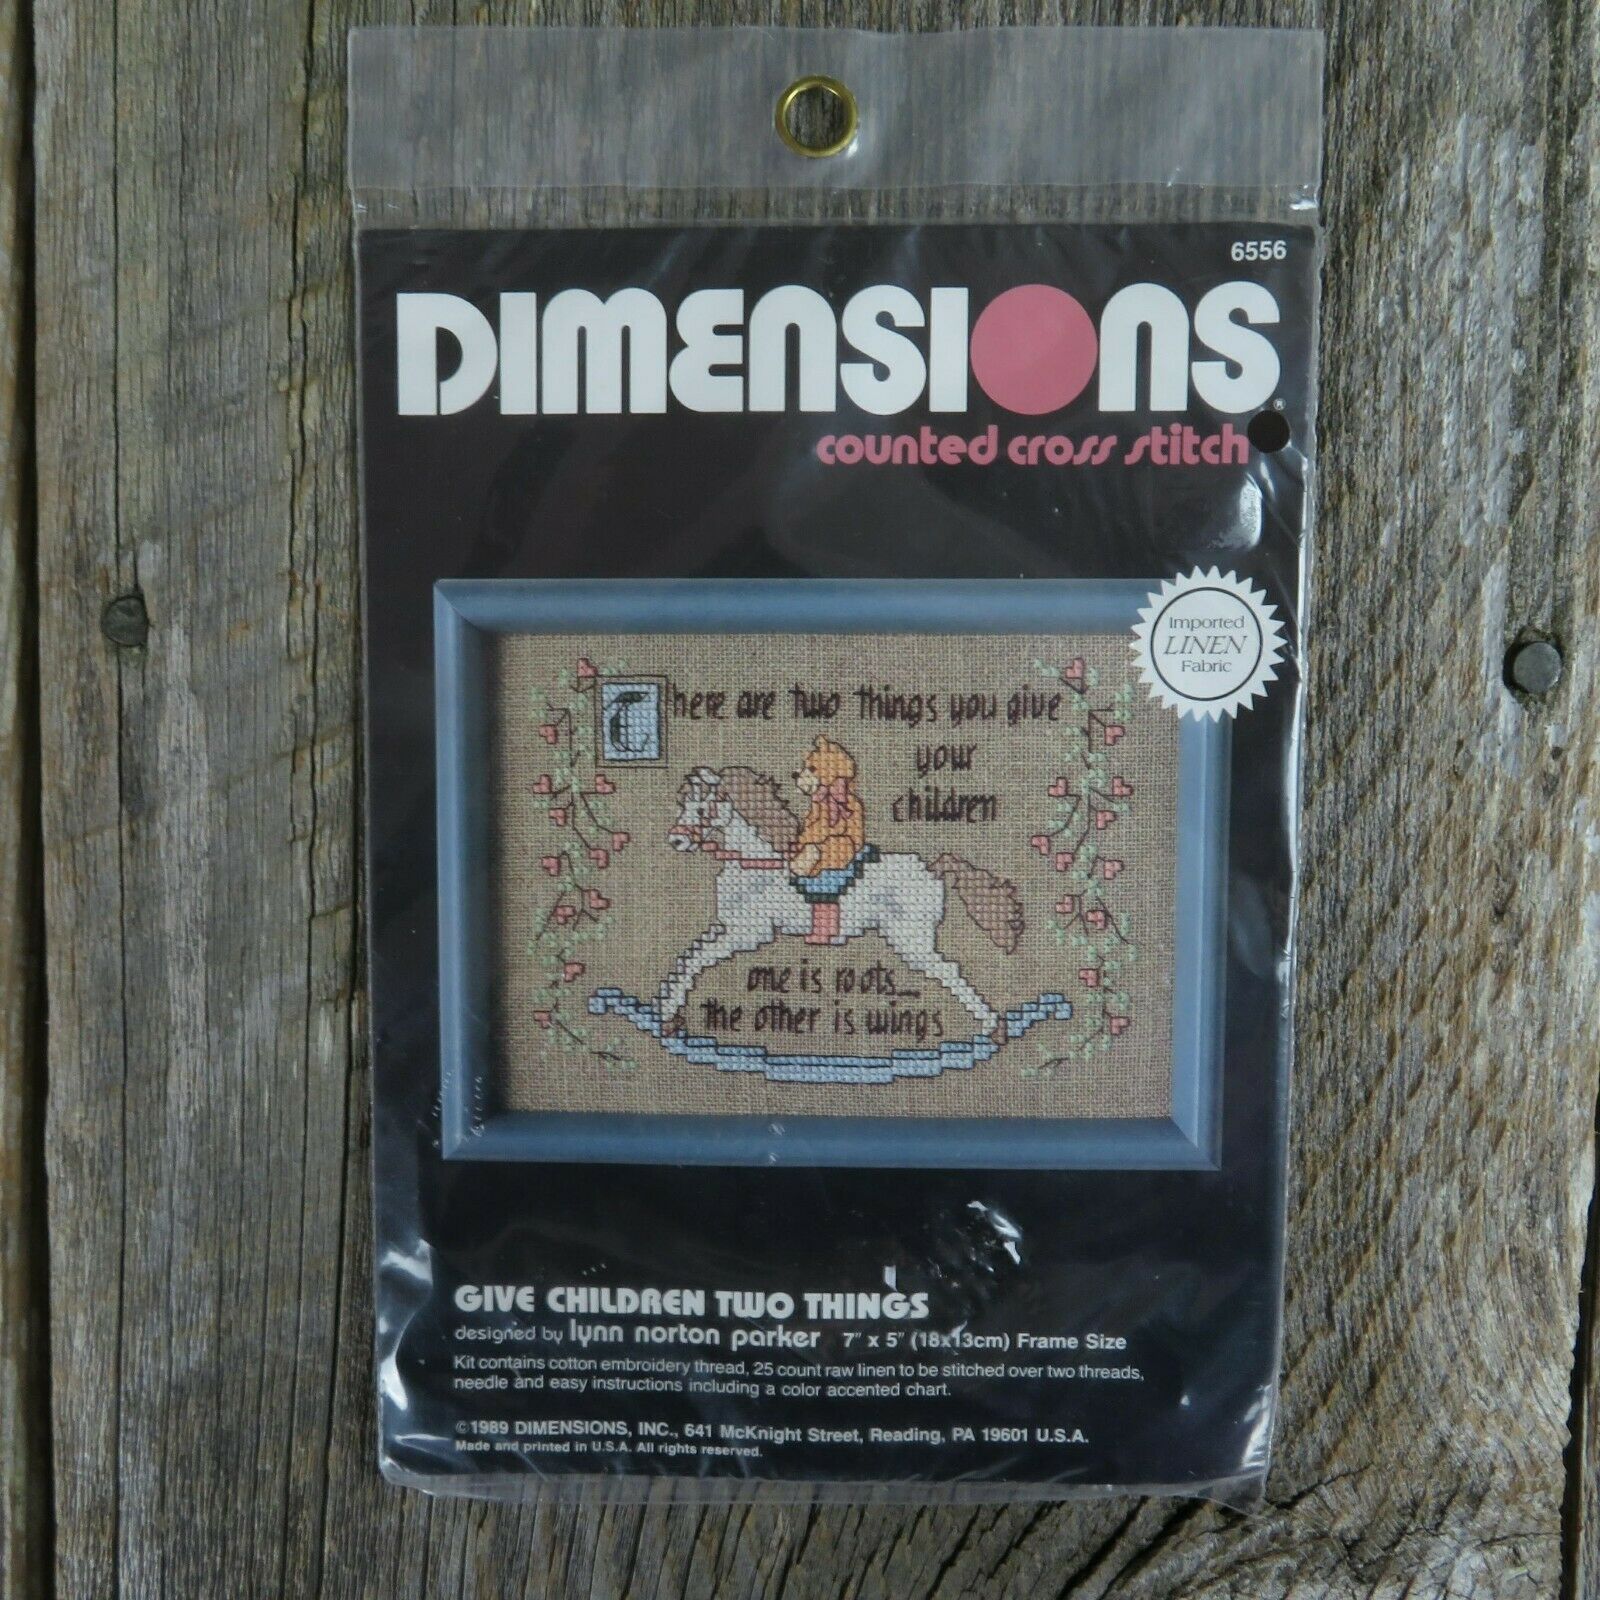 6556
DIMENSIONS®
counted cross stitch
Imported
LINEN
Fabric
There are two things you give
your
children
one is roots_
the other is wings
GIVE CHILDREN TWO THINGS
designed by lynn norton parker 7" x 5" (18x13cm) Frame Size
Kit contains cotton embroidery thread, 25 count raw linen to be stitched over two threads,
needle and easy instructions including a color accented chart.
©1989 DIMENSIONS, INC., 641 McKnight Street, Reading, PA 19601 U.S.A.
Made and printed in U.S.A. All rights reserved.